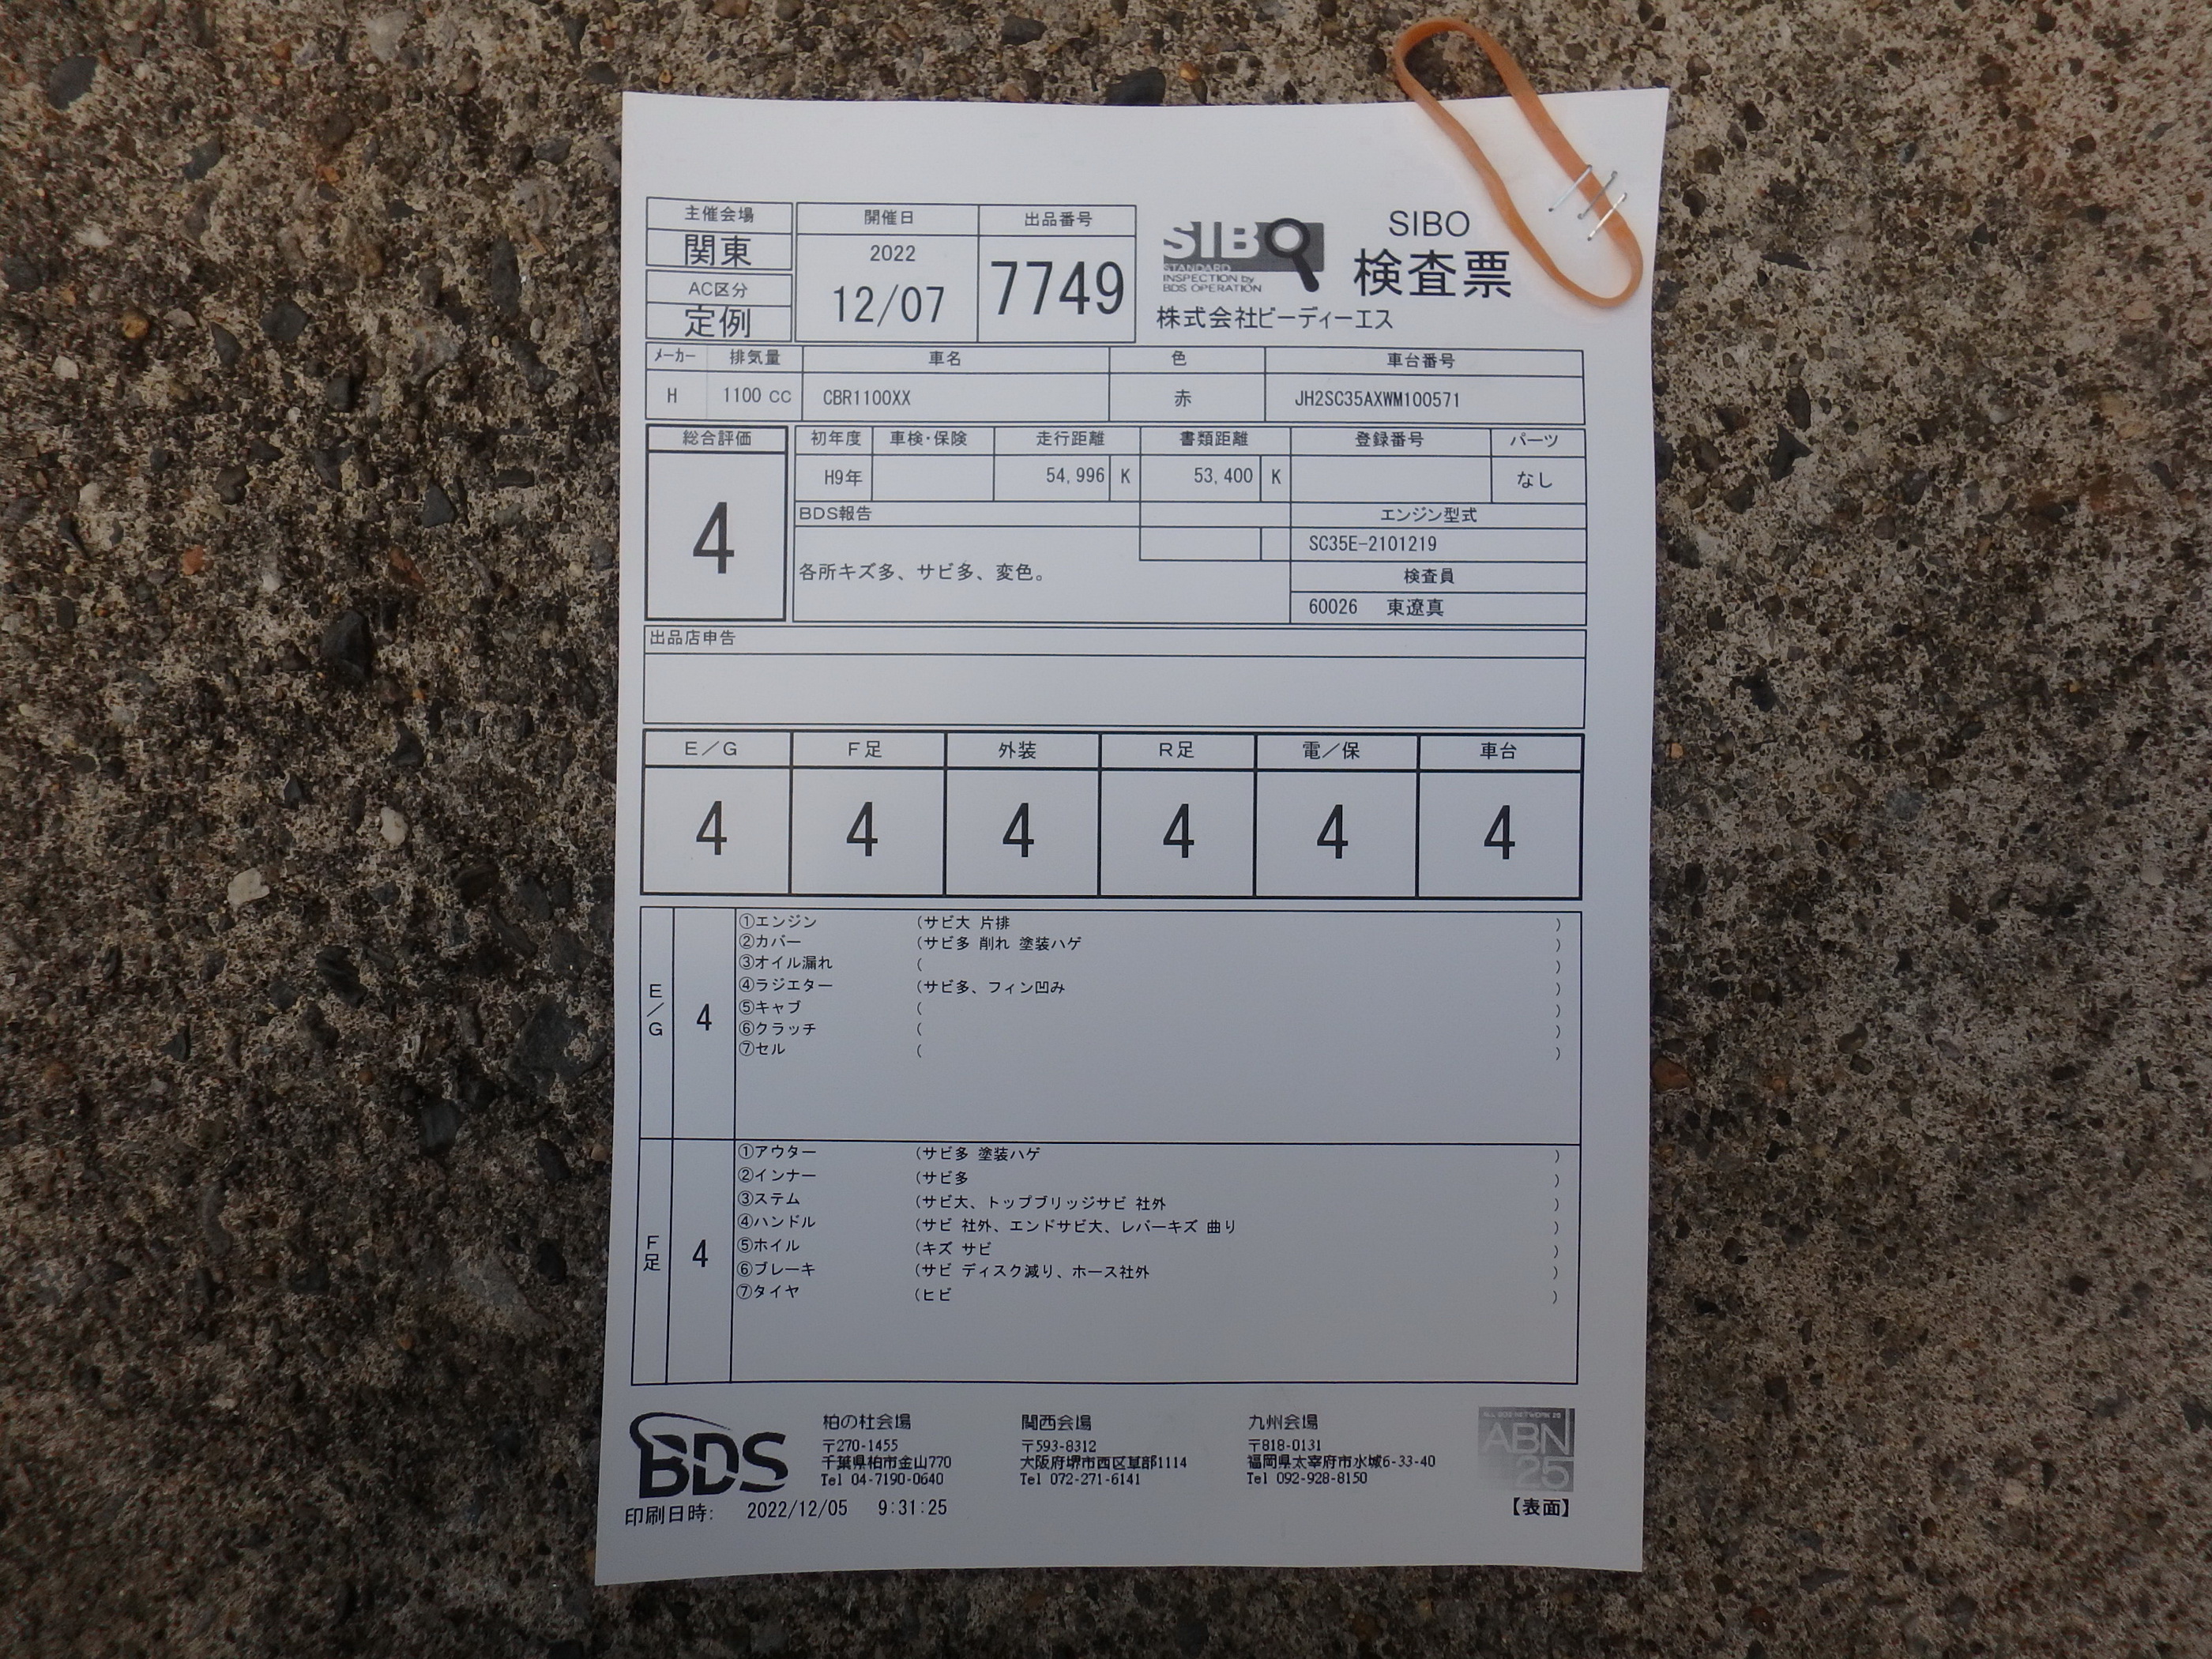 主催会場 開催日 出品番号
関東 2022 12/07 7749
AC区分
定例
SIBO
STANDARD
INSPECTION by
BDS OPERATION
SIBO
検査票
株式会社ビーディーエス
メーカー 排気量 車名 色 車台番号
H 1100 CC CBR1100XX 赤 JH2SC35AXWM100571
総合評価 初年度 車検・保険 走行距離 書類距離 登録番号 パーツ
4 H9年 54,996 K 53,400 K なし
BDS報告 エンジン型式
SC35E-2101219
各所キズ多、サビ多、変色。 検査員
60026 東遼真
出品店申告
E/G F足 外装 R足 電/保 車台
4 4 4 4 4 4
E/G 4
①エンジン (サビ大 片排 )
②カバー (サビ多 削れ 塗装ハゲ )
③オイル漏れ ( )
④ラジエター (サビ多、フィン凹み )
⑤キャブ ( )
⑥クラッチ ( )
⑦セル ( )
F足 4
①アウター (サビ多 塗装ハゲ )
②インナー (サビ多 )
③ステム (サビ大、トップブリッジサビ 社外 )
④ハンドル (サビ 社外、エンドサビ大、レバーキズ 曲り )
⑤ホイル (キズ サビ )
⑥ブレーキ (サビ ディスク減り、ホース社外 )
⑦タイヤ (ヒビ )
BDS
柏の杜会場 関西会場 九州会場
〒270-1455 〒593-8312 〒818-0131
千葉県柏市金山770 大阪府堺市西区草部1114 福岡県太宰府市水城6-33-40
Tel 04-7190-0640 Tel 072-271-6141 Tel 092-928-8150
ABN
25
印刷日時: 2022/12/05 9:31:25 【表面】